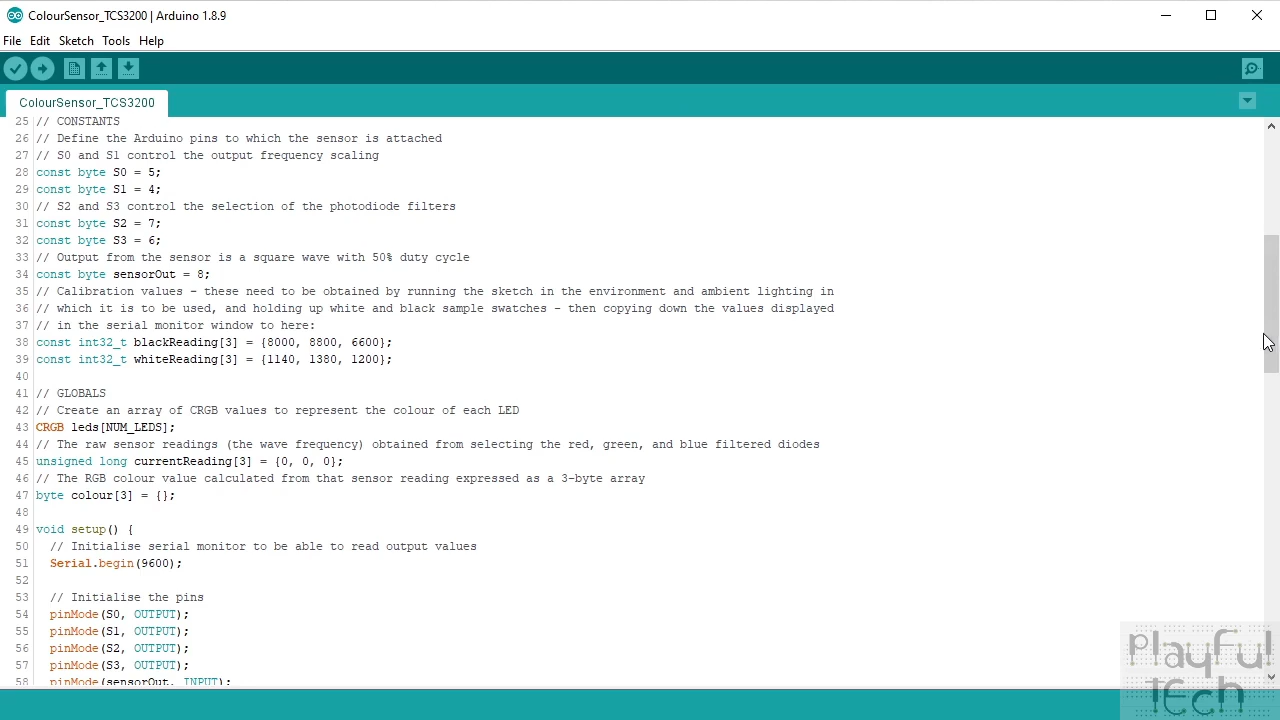 ColourSensor_TCS3200 | Arduino 1.8.9
File Edit Sketch Tools Help
ColourSensor_TCS3200
25 // CONSTANTS
26 // Define the Arduino pins to which the sensor is attached
27 // S0 and S1 control the output frequency scaling
28 const byte S0 = 5;
29 const byte S1 = 4;
30 // S2 and S3 control the selection of the photodiode filters
31 const byte S2 = 7;
32 const byte S3 = 6;
33 // Output from the sensor is a square wave with 50% duty cycle
34 const byte sensorOut = 8;
35 // Calibration values - these need to be obtained by running the sketch in the environment and ambient lighting in
36 // which it is to be used, and holding up white and black sample swatches - then copying down the values displayed
37 // in the serial monitor window to here:
38 const int32_t blackReading[3] = {8000, 8800, 6600};
39 const int32_t whiteReading[3] = {1140, 1380, 1200};
40
41 // GLOBALS
42 // Create an array of CRGB values to represent the colour of each LED
43 CRGB leds[NUM_LEDS];
44 // The raw sensor readings (the wave frequency) obtained from selecting the red, green, and blue filtered diodes
45 unsigned long currentReading[3] = {0, 0, 0};
46 // The RGB colour value calculated from that sensor reading expressed as a 3-byte array
47 byte colour[3] = {};
48
49 void setup() {
50 // Initialise serial monitor to be able to read output values
51 Serial.begin(9600);
52
53 // Initialise the pins
54 pinMode(S0, OUTPUT);
55 pinMode(S1, OUTPUT);
56 pinMode(S2, OUTPUT);
57 pinMode(S3, OUTPUT);
58 pinMode(sensorOut, INPUT);
playful
tech